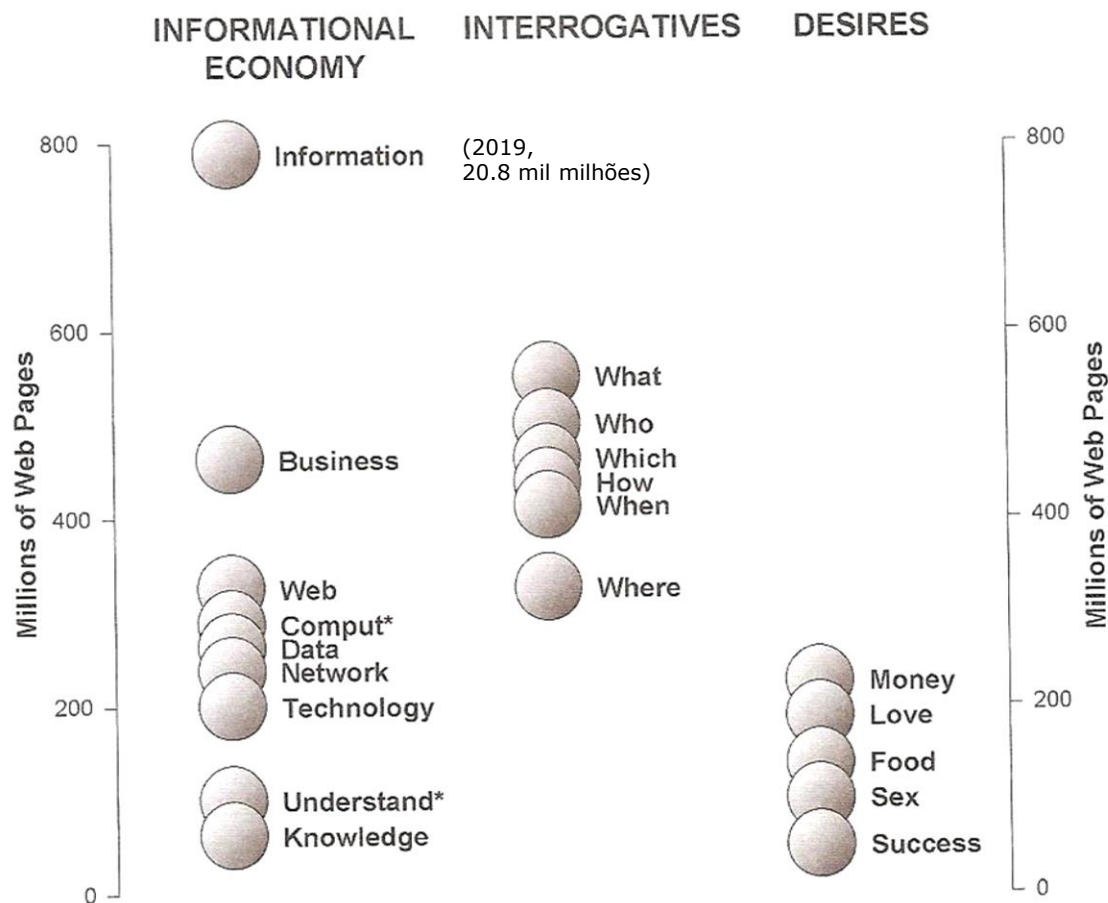 INFORMATIONAL
ECONOMY
INTERROGATIVES
DESIRES
Millions of Web Pages
800
600
400
200
0
Information
(2019,
20.8 mil milhões)
Business
Web
Comput*
Data
Network
Technology
Understand*
Knowledge
What
Who
Which
How
When
Where
Money
Love
Food
Sex
Success
800
600
400
200
0
Millions of Web Pages